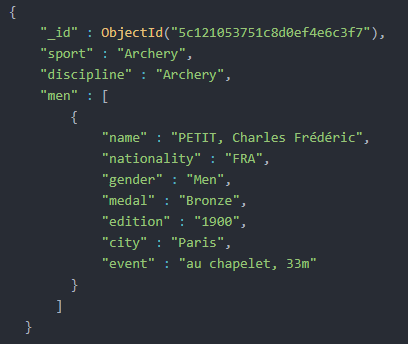 {
"_id" : ObjectId("5c121053751c8d0ef4e6c3f7"),
"sport" : "Archery",
"discipline" : "Archery",
"men" : [
{
"name" : "PETIT, Charles Frédéric",
"nationality" : "FRA",
"gender" : "Men",
"medal" : "Bronze",
"edition" : "1900",
"city" : "Paris",
"event" : "au chapelet, 33m"
}
]
}